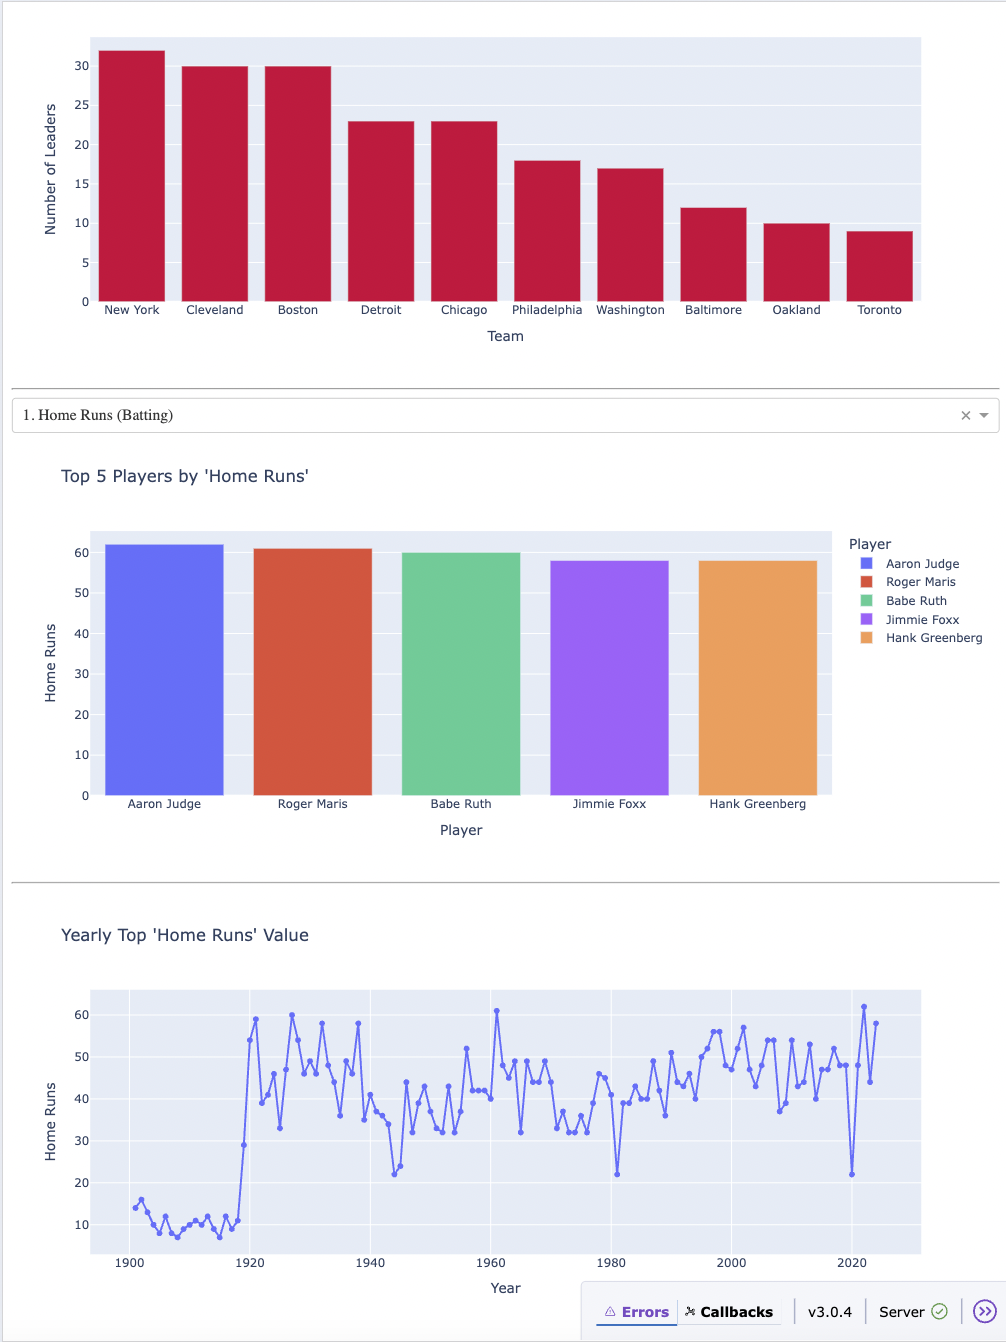 30
25
20
15
10
5
0
Number of Leaders
New York Cleveland Boston Detroit Chicago Philadelphia Washington Baltimore Oakland Toronto
Team
1. Home Runs (Batting)
Top 5 Players by 'Home Runs'
60
50
40
30
20
10
0
Home Runs
Aaron Judge Roger Maris Babe Ruth Jimmie Foxx Hank Greenberg
Player
Player
Aaron Judge
Roger Maris
Babe Ruth
Jimmie Foxx
Hank Greenberg
Yearly Top 'Home Runs' Value
60
50
40
30
20
10
Home Runs
1900 1920 1940 1960 1980 2000 2020
Year
Errors Callbacks v3.0.4 Server